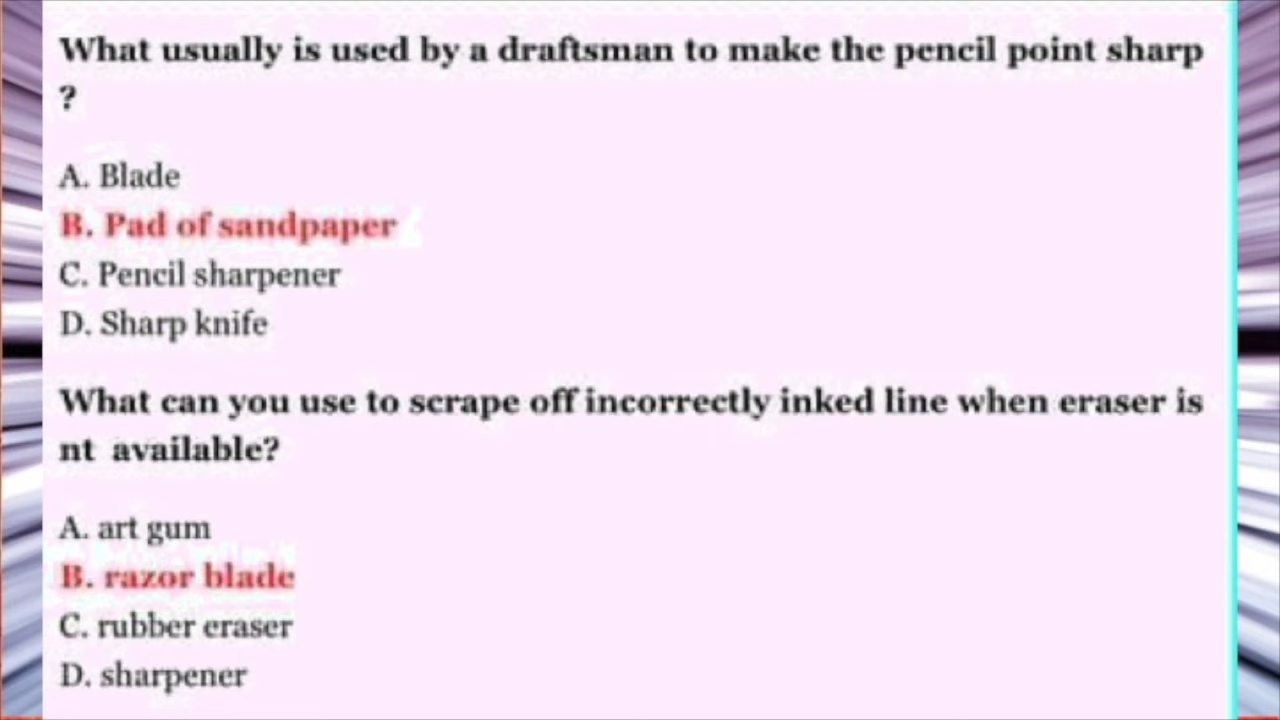 What usually is used by a draftsman to make the pencil point sharp
?
A. Blade
B. Pad of sandpaper
C. Pencil sharpener
D. Sharp knife
What can you use to scrape off incorrectly inked line when eraser is
nt available?
A. art gum
B. razor blade
C. rubber eraser
D. sharpener